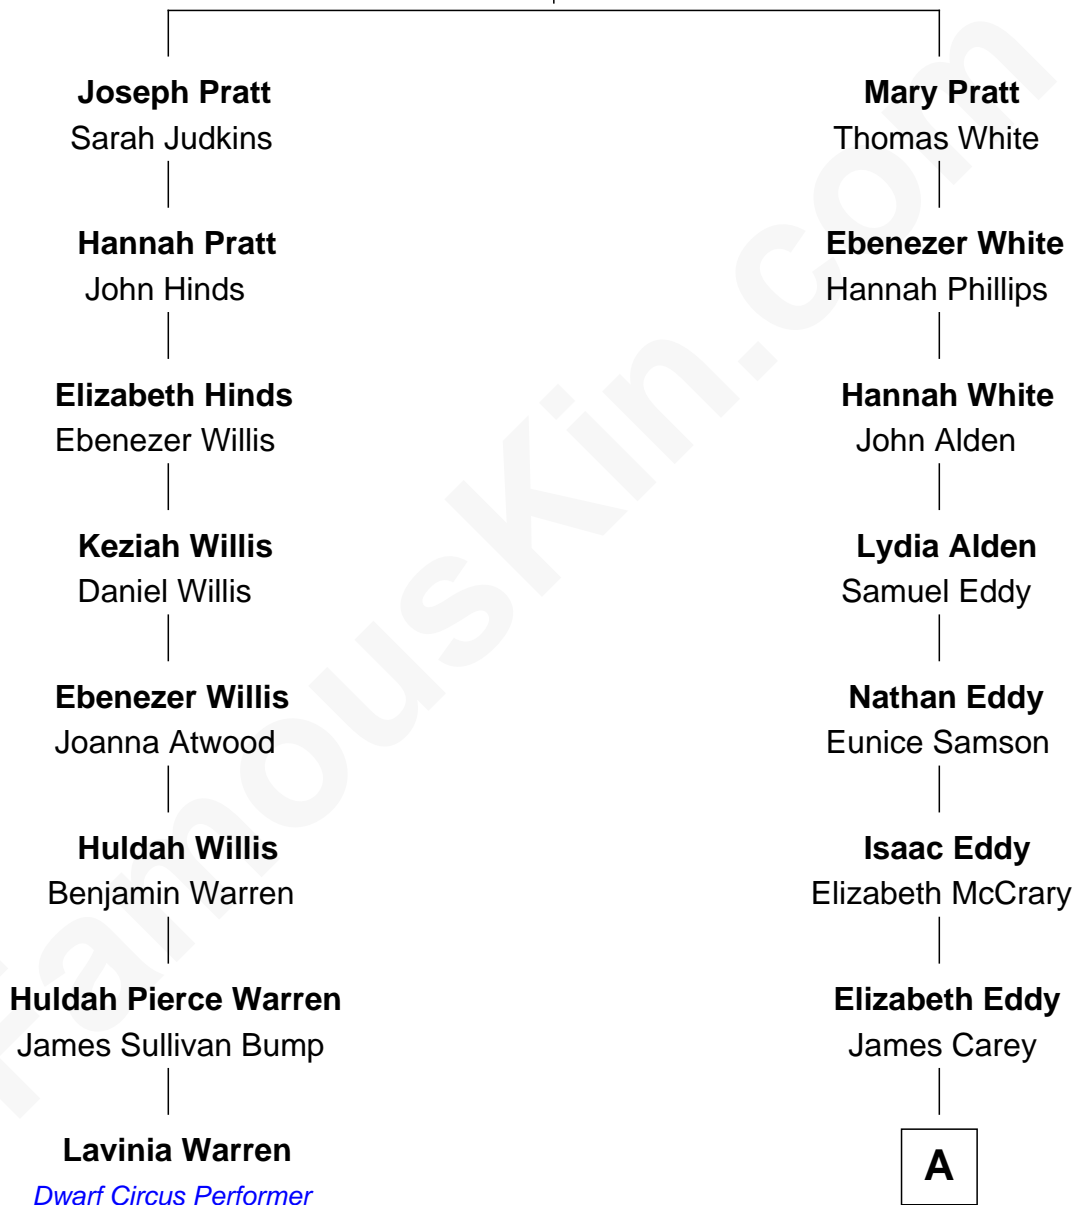 Joseph Pratt
Sarah Judkins
Hannah Pratt
John Hinds
Elizabeth Hinds
Ebenezer Willis
Keziah Willis
Daniel Willis
Ebenezer Willis
Joanna Atwood
Huldah Willis
Benjamin Warren
Huldah Pierce Warren
James Sullivan Bump
Lavinia Warren
Dwarf Circus Performer
Mary Pratt
Thomas White
Ebenezer White
Hannah Phillips
Hannah White
John Alden
Lydia Alden
Samuel Eddy
Nathan Eddy
Eunice Samson
Isaac Eddy
Elizabeth McCrary
Elizabeth Eddy
James Carey
A
FamousKin.com